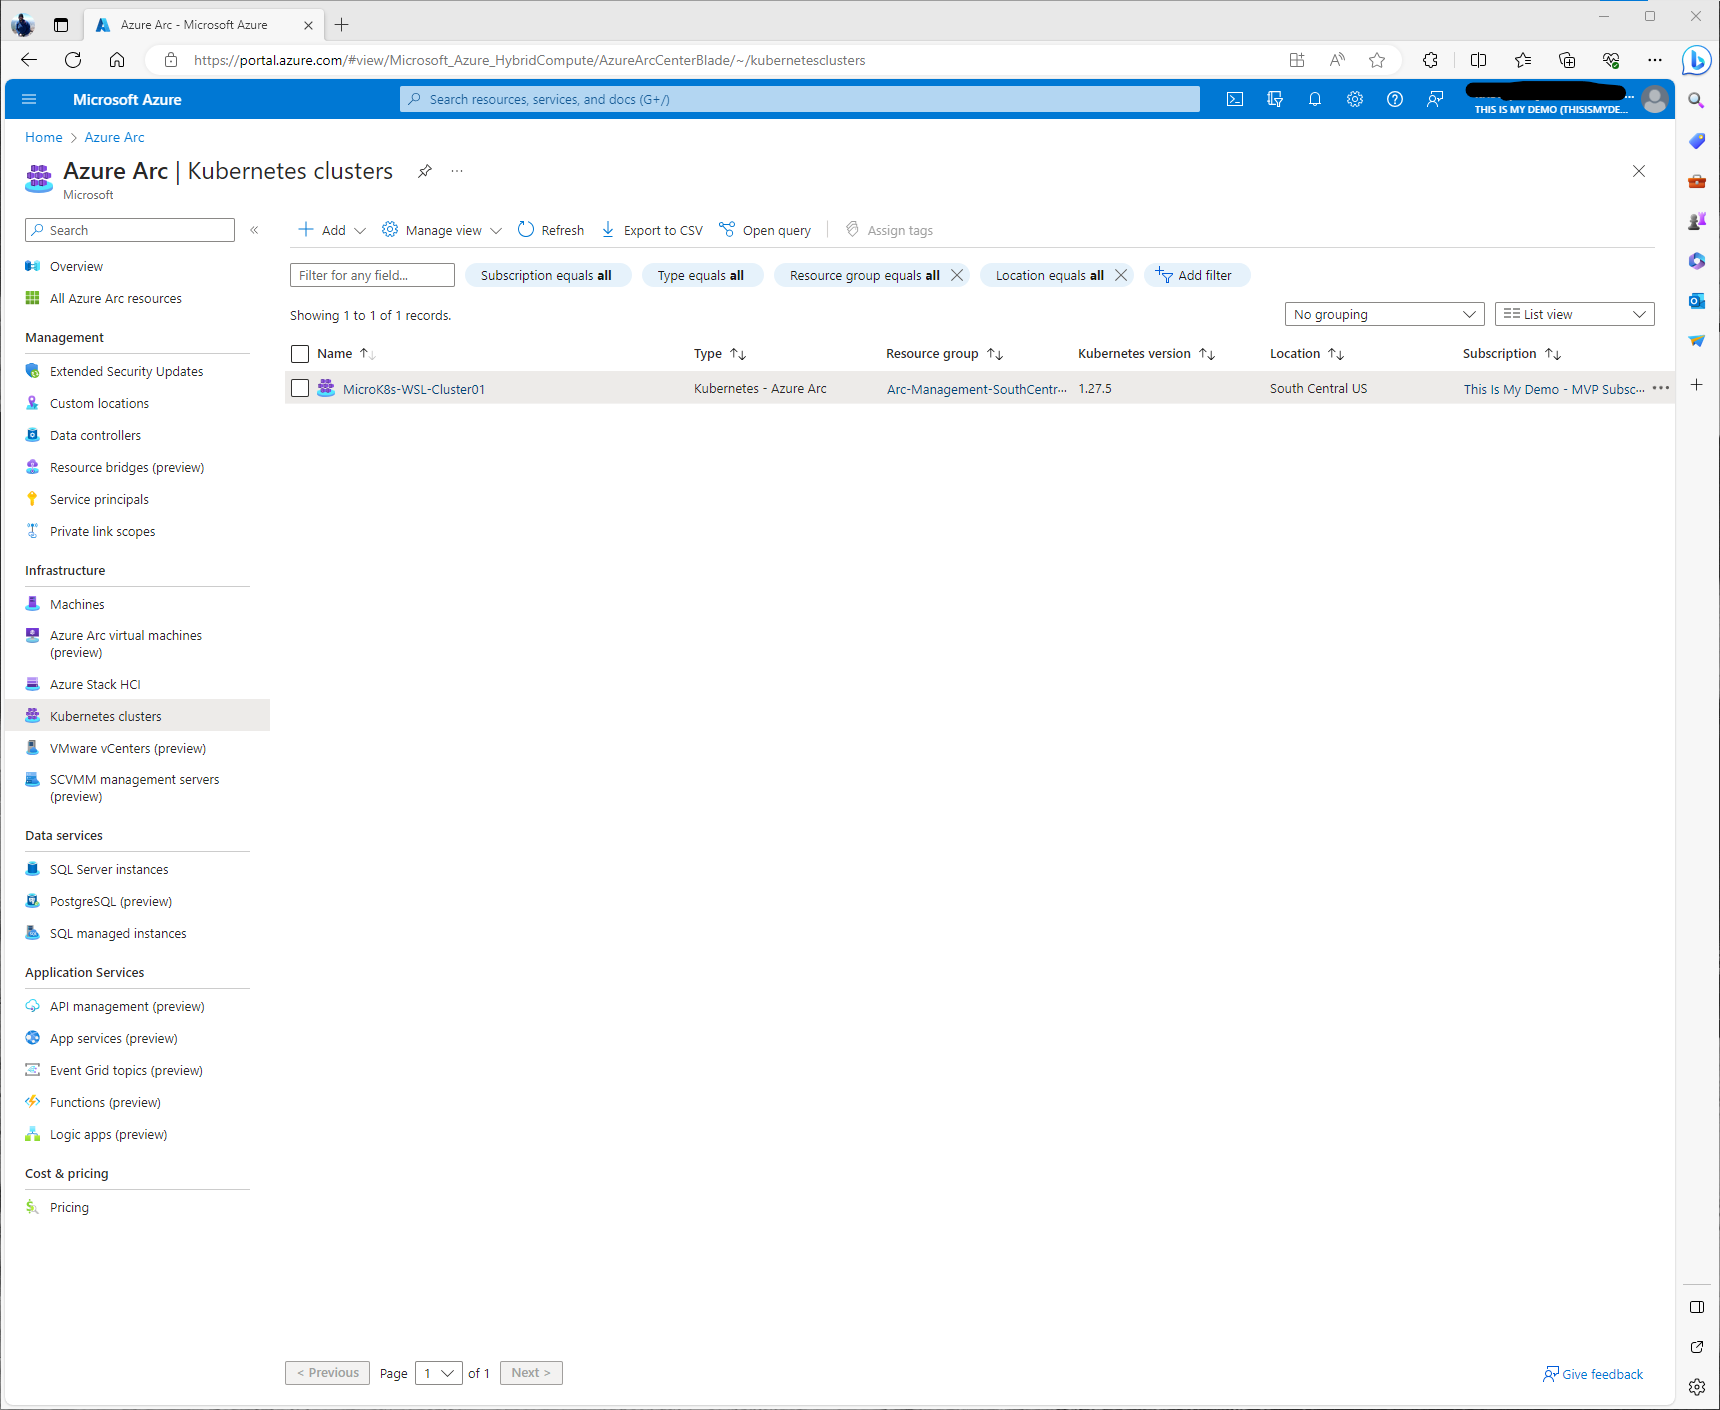 Azure Arc - Microsoft Azure
https://portal.azure.com/#view/Microsoft_Azure_HybridCompute/AzureArcCenterBlade/~/kubernetesclusters
Microsoft Azure
Search resources, services, and docs (G+/)
THIS IS MY DEMO (THISISMYDE...
Home > Azure Arc
Azure Arc | Kubernetes clusters
Microsoft
Search
Add
Manage view
Refresh
Export to CSV
Open query
Assign tags
Overview
All Azure Arc resources
Management
Extended Security Updates
Custom locations
Data controllers
Resource bridges (preview)
Service principals
Private link scopes
Infrastructure
Machines
Azure Arc virtual machines
(preview)
Azure Stack HCI
Kubernetes clusters
VMware vCenters (preview)
SCVMM management servers
(preview)
Data services
SQL Server instances
PostgreSQL (preview)
SQL managed instances
Application Services
API management (preview)
App services (preview)
Event Grid topics (preview)
Functions (preview)
Logic apps (preview)
Cost & pricing
Pricing
Filter for any field...
Subscription equals all
Type equals all
Resource group equals all
Location equals all
Add filter
Showing 1 to 1 of 1 records.
No grouping
List view
Name
Type
Resource group
Kubernetes version
Location
Subscription
MicroK8s-WSL-Cluster01
Kubernetes - Azure Arc
Arc-Management-SouthCentr...
1.27.5
South Central US
This Is My Demo - MVP Subsc...
< Previous
Page
1
of 1
Next >
Give feedback